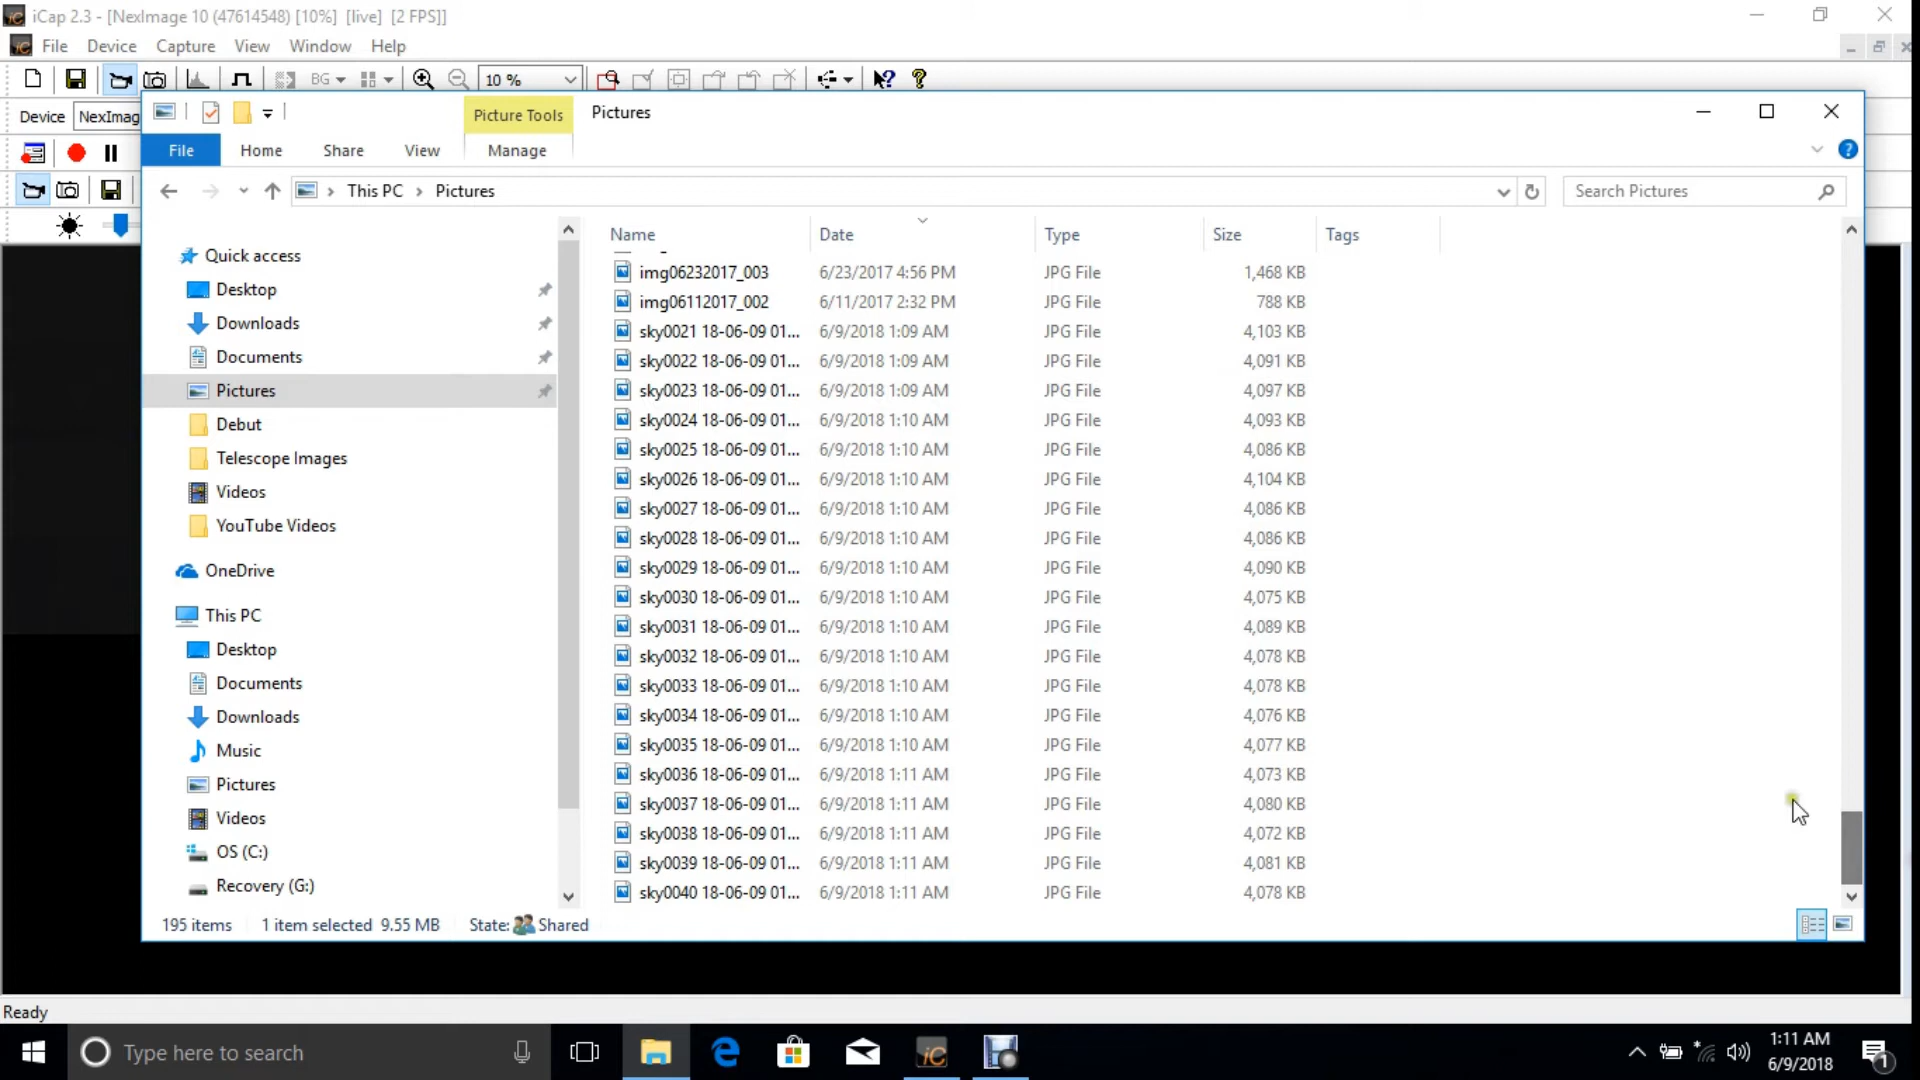 iCap 2.3 - [NexImage 10 (47614548) [10%]  [live]  [2 FPS]]
File Device Capture View Window Help
BG 10 %
Device NexImag
Picture Tools Pictures
File Home Share View Manage
This PC Pictures Search Pictures
Name Date Type Size Tags
Quick access
Desktop
Downloads
Documents
Pictures
Debut
Telescope Images
Videos
YouTube Videos
OneDrive
This PC
Desktop
Documents
Downloads
Music
Pictures
Videos
OS (C:)
Recovery (G:)
img06232017_003 6/23/2017 4:56 PM JPG File 1,468 KB
img06112017_002 6/11/2017 2:32 PM JPG File 788 KB
sky0021 18-06-09 01... 6/9/2018 1:09 AM JPG File 4,103 KB
sky0022 18-06-09 01... 6/9/2018 1:09 AM JPG File 4,091 KB
sky0023 18-06-09 01... 6/9/2018 1:09 AM JPG File 4,097 KB
sky0024 18-06-09 01... 6/9/2018 1:10 AM JPG File 4,093 KB
sky0025 18-06-09 01... 6/9/2018 1:10 AM JPG File 4,086 KB
sky0026 18-06-09 01... 6/9/2018 1:10 AM JPG File 4,104 KB
sky0027 18-06-09 01... 6/9/2018 1:10 AM JPG File 4,086 KB
sky0028 18-06-09 01... 6/9/2018 1:10 AM JPG File 4,086 KB
sky0029 18-06-09 01... 6/9/2018 1:10 AM JPG File 4,090 KB
sky0030 18-06-09 01... 6/9/2018 1:10 AM JPG File 4,075 KB
sky0031 18-06-09 01... 6/9/2018 1:10 AM JPG File 4,089 KB
sky0032 18-06-09 01... 6/9/2018 1:10 AM JPG File 4,078 KB
sky0033 18-06-09 01... 6/9/2018 1:10 AM JPG File 4,078 KB
sky0034 18-06-09 01... 6/9/2018 1:10 AM JPG File 4,076 KB
sky0035 18-06-09 01... 6/9/2018 1:10 AM JPG File 4,077 KB
sky0036 18-06-09 01... 6/9/2018 1:11 AM JPG File 4,073 KB
sky0037 18-06-09 01... 6/9/2018 1:11 AM JPG File 4,080 KB
sky0038 18-06-09 01... 6/9/2018 1:11 AM JPG File 4,072 KB
sky0039 18-06-09 01... 6/9/2018 1:11 AM JPG File 4,081 KB
sky0040 18-06-09 01... 6/9/2018 1:11 AM JPG File 4,078 KB
195 items 1 item selected 9.55 MB State: Shared
Ready
Type here to search
1:11 AM
6/9/2018
1